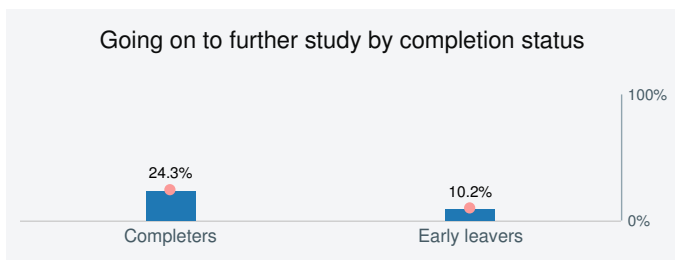 Going on to further study by completion status
100%
24.3%
10.2%
0%
Completers
Early leavers